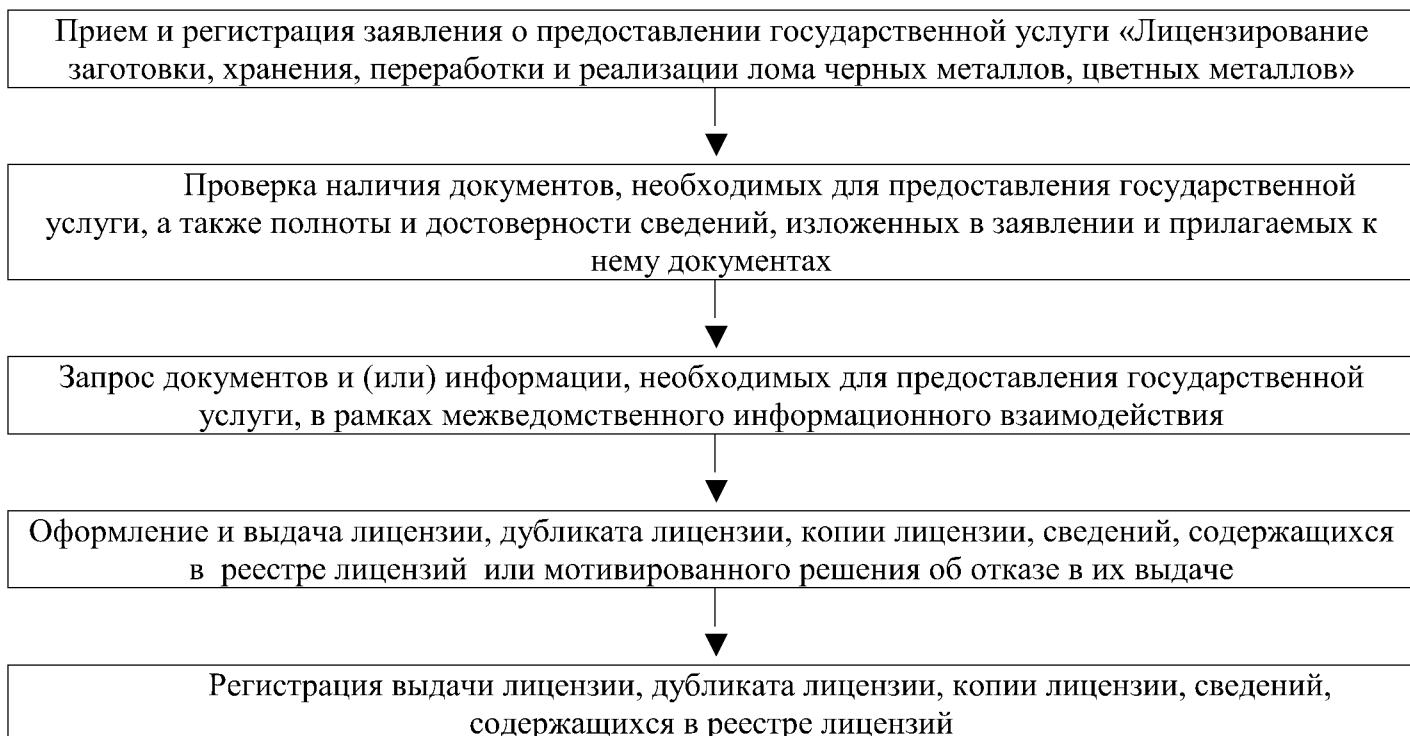 Прием и регистрация заявления о предоставлении государственной услуги «Лицензирование
заготовки, хранения, переработки и реализации лома черных металлов, цветных металлов»
Проверка наличия документов, необходимых для предоставления государственной
услуги, а также полноты и достоверности сведений, изложенных в заявлении и прилагаемых к
нему документах
Запрос документов и (или) информации, необходимых для предоставления государственной
услуги, в рамках межведомственного информационного взаимодействия
Оформление и выдача лицензии, дубликата лицензии, копии лицензии, сведений, содержащихся
в реестре лицензий или мотивированного решения об отказе в их выдаче
Регистрация выдачи лицензии, дубликата лицензии, копии лицензии, сведений,
содержащихся в реестре лицензий